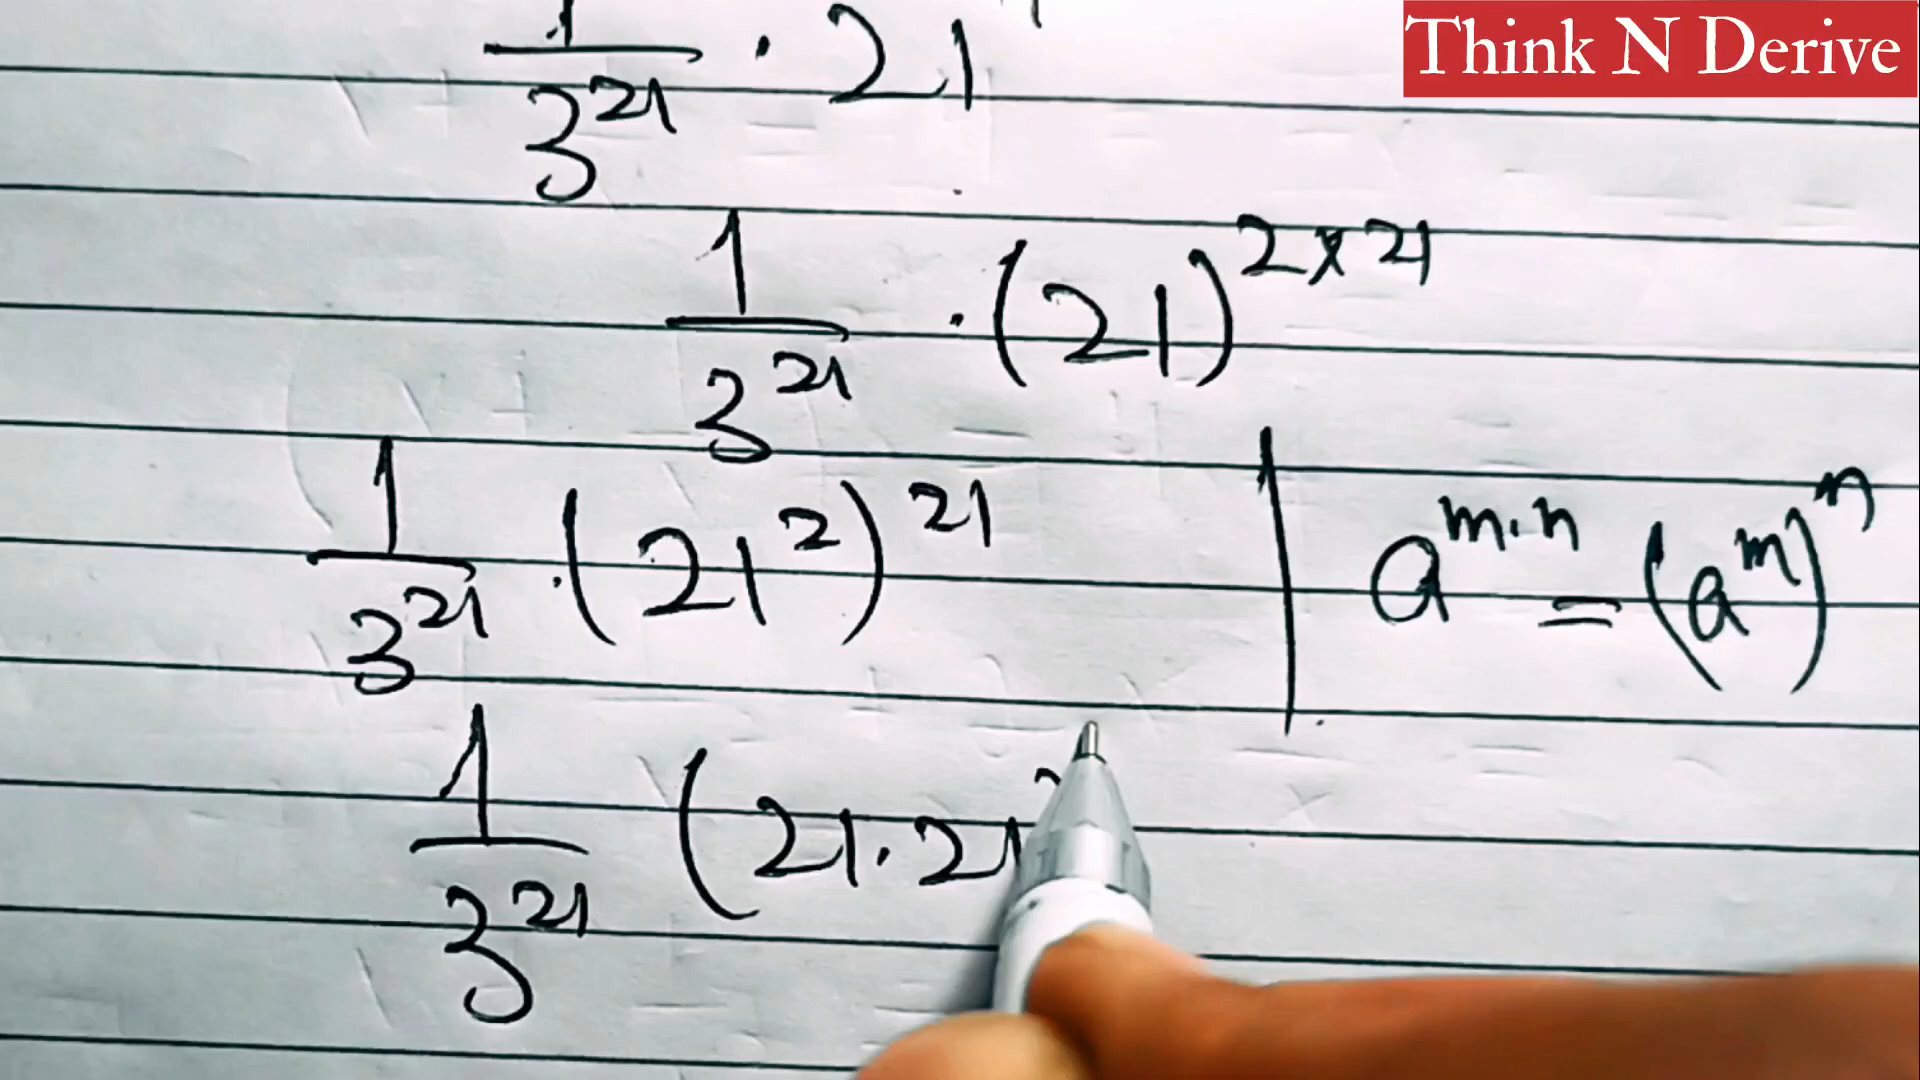 Think N Derive
1/3^21 · 21
1/3^21 · (21)^2×21
1/3^21 · (21^2)^21 | a^m·n = (a^m)^n
1/3^21 (21·21